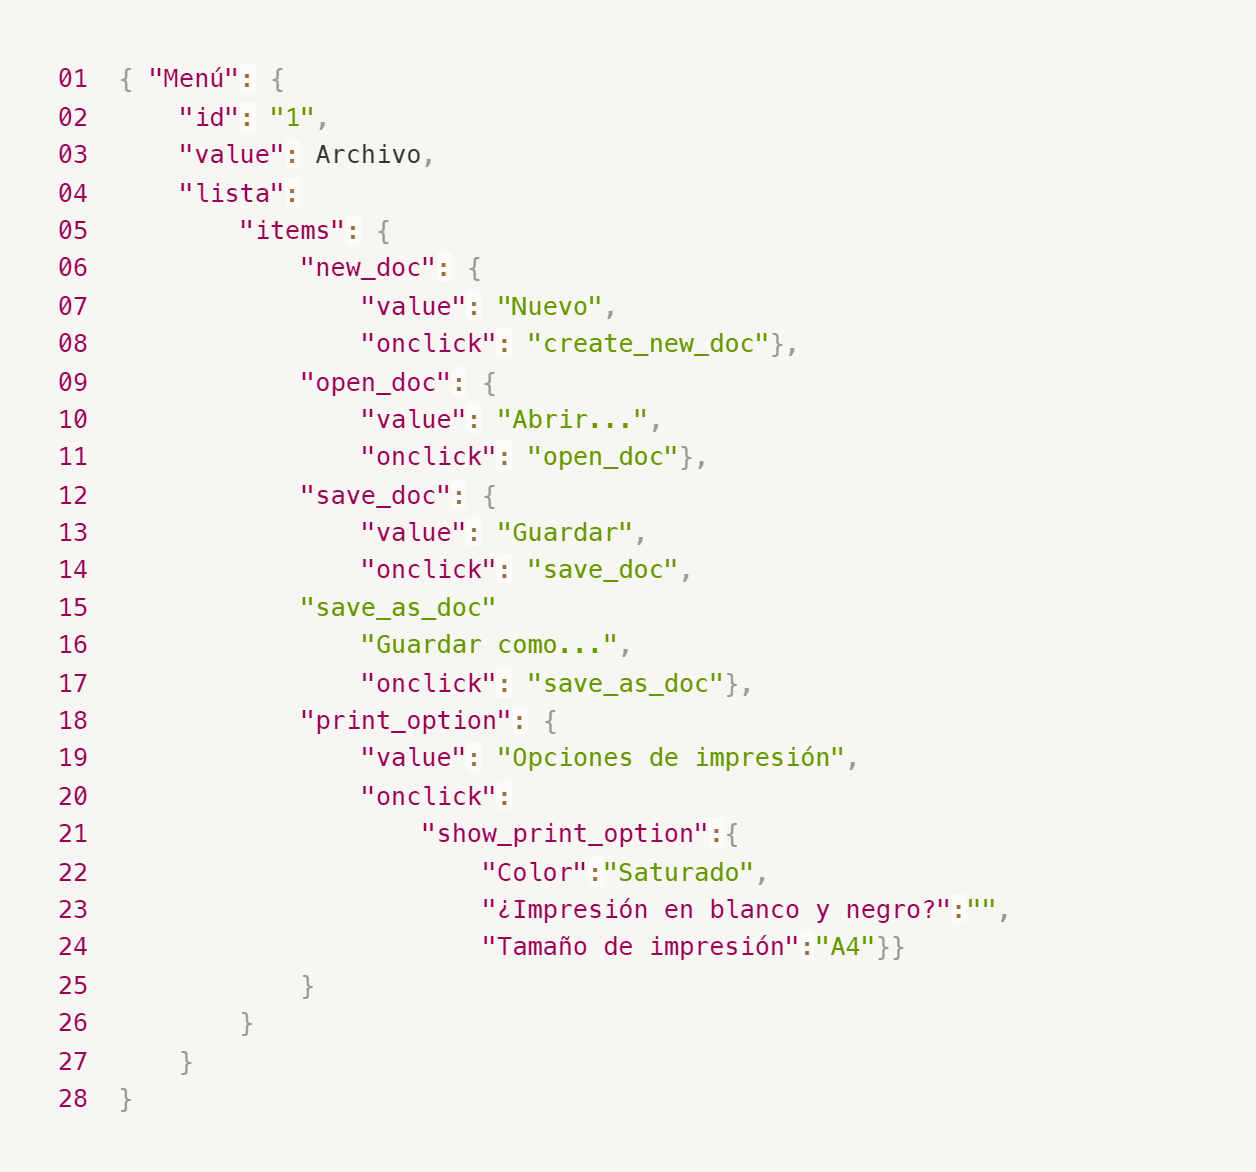 01  { "Menú": {
02      "id": "1",
03      "value": Archivo,
04      "lista":
05          "items": {
06              "new_doc": {
07                  "value": "Nuevo",
08                  "onclick": "create_new_doc"},
09              "open_doc": {
10                  "value": "Abrir...",
11                  "onclick": "open_doc"},
12              "save_doc": {
13                  "value": "Guardar",
14                  "onclick": "save_doc",
15              "save_as_doc"
16                  "Guardar como...",
17                  "onclick": "save_as_doc"},
18              "print_option": {
19                  "value": "Opciones de impresión",
20                  "onclick":
21                      "show_print_option":{
22                          "Color":"Saturado",
23                          "¿Impresión en blanco y negro?":"",
24                          "Tamaño de impresión":"A4"}}
25              }
26          }
27      }
28  }